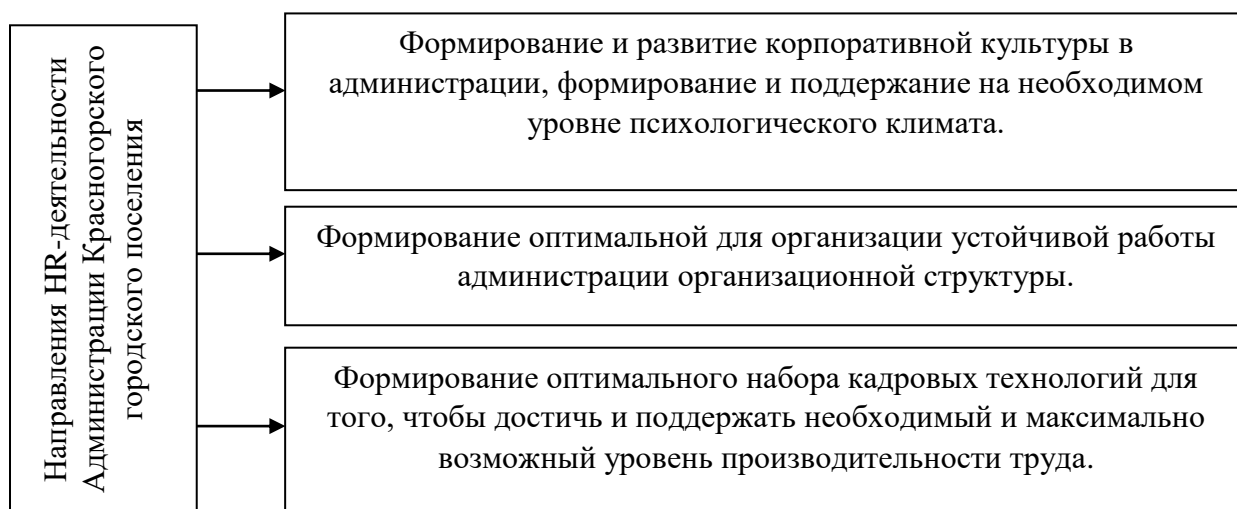 Направления HR-деятельности
Администрации Красногорского
городского поселения
Формирование и развитие корпоративной культуры в
администрации, формирование и поддержание на необходимом
уровне психологического климата.
Формирование оптимальной для организации устойчивой работы
администрации организационной структуры.
Формирование оптимального набора кадровых технологий для
того, чтобы достичь и поддержать необходимый и максимально
возможный уровень производительности труда.